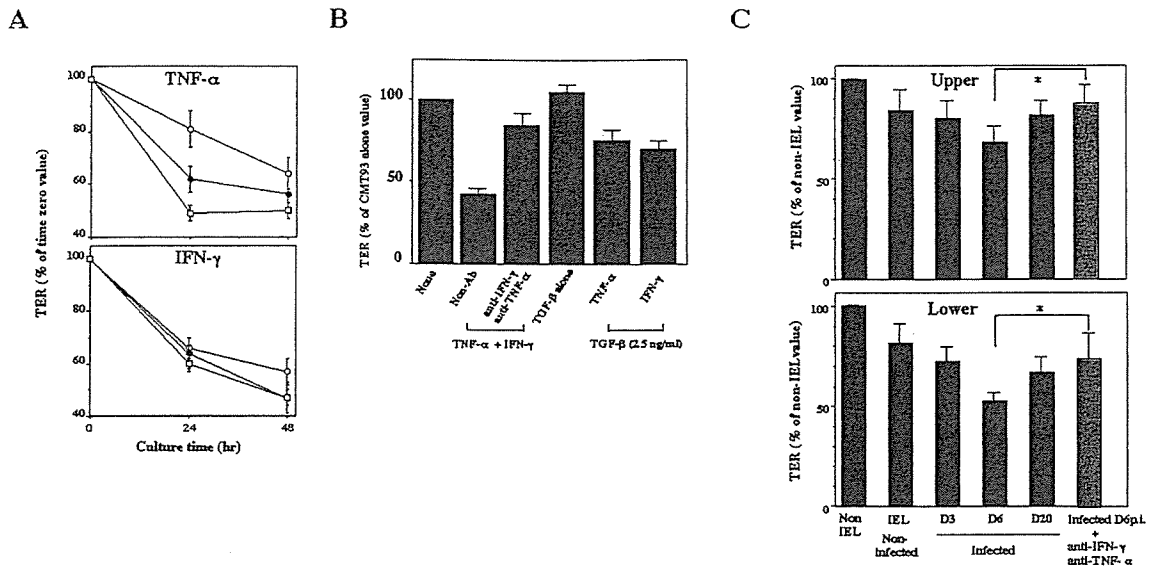 A
TNF-α
100
80
60
40
IFN-γ
100
80
60
40
0
24
48
TER (% of time zero value)
Culture time (hr)
B
TER (% of CMT93 alone value)
100
50
0
None
Non-Ab
anti-IFN-γ
anti-TNF-α
TGF-β alone
TNF-α
IFN-γ
TNF-α + IFN-γ
TGF-β (2.5 ng/ml)
C
Upper
*
TER (% of non-IEL value)
100
50
0
Lower
*
TER (% of non-IEL value)
100
50
0
Non
IEL
IEL
Non-
infected
D3
D6
D20
Infected
Infected D6p.i.
+
anti-IFN-γ
anti-TNF-α